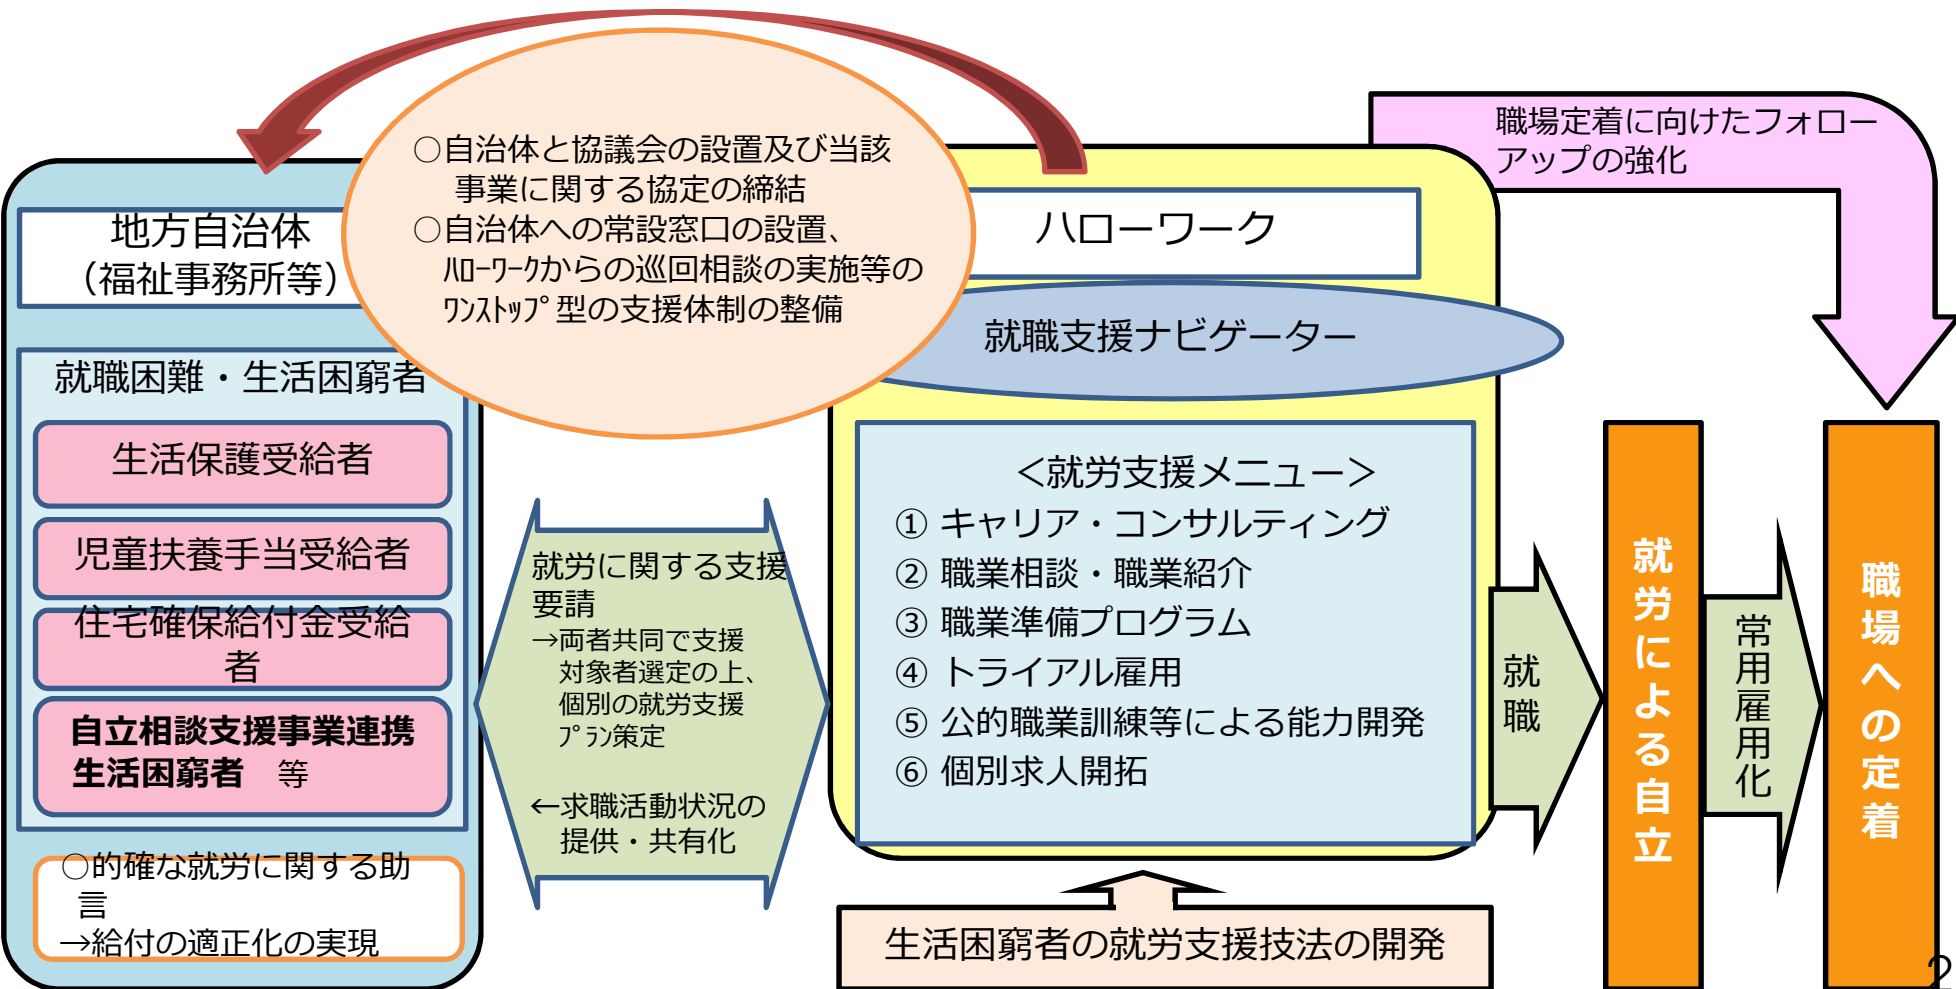 ○自治体と協議会の設置及び当該
事業に関する協定の締結
○自治体への常設窓口の設置、
ﾊﾛｰﾜｰｸからの巡回相談の実施等の
ﾜﾝｽﾄｯﾌﾟ型の支援体制の整備
地方自治体
（福祉事務所等）
就職困難・生活困窮者
生活保護受給者
児童扶養手当受給者
住宅確保給付金受給
者
自立相談支援事業連携
生活困窮者　等
○的確な就労に関する助
言
→給付の適正化の実現
就労に関する支援
要請
→両者共同で支援
対象者選定の上、
個別の就労支援
ﾌﾟﾗﾝ策定
←求職活動状況の
提供・共有化
ハローワーク
就職支援ナビゲーター
＜就労支援メニュー＞
① キャリア・コンサルティング
② 職業相談・職業紹介
③ 職業準備プログラム
④ トライアル雇用
⑤ 公的職業訓練等による能力開発
⑥ 個別求人開拓
生活困窮者の就労支援技法の開発
職場定着に向けたフォロー
アップの強化
就職
就労による自立
常用雇用化
職場への定着
2